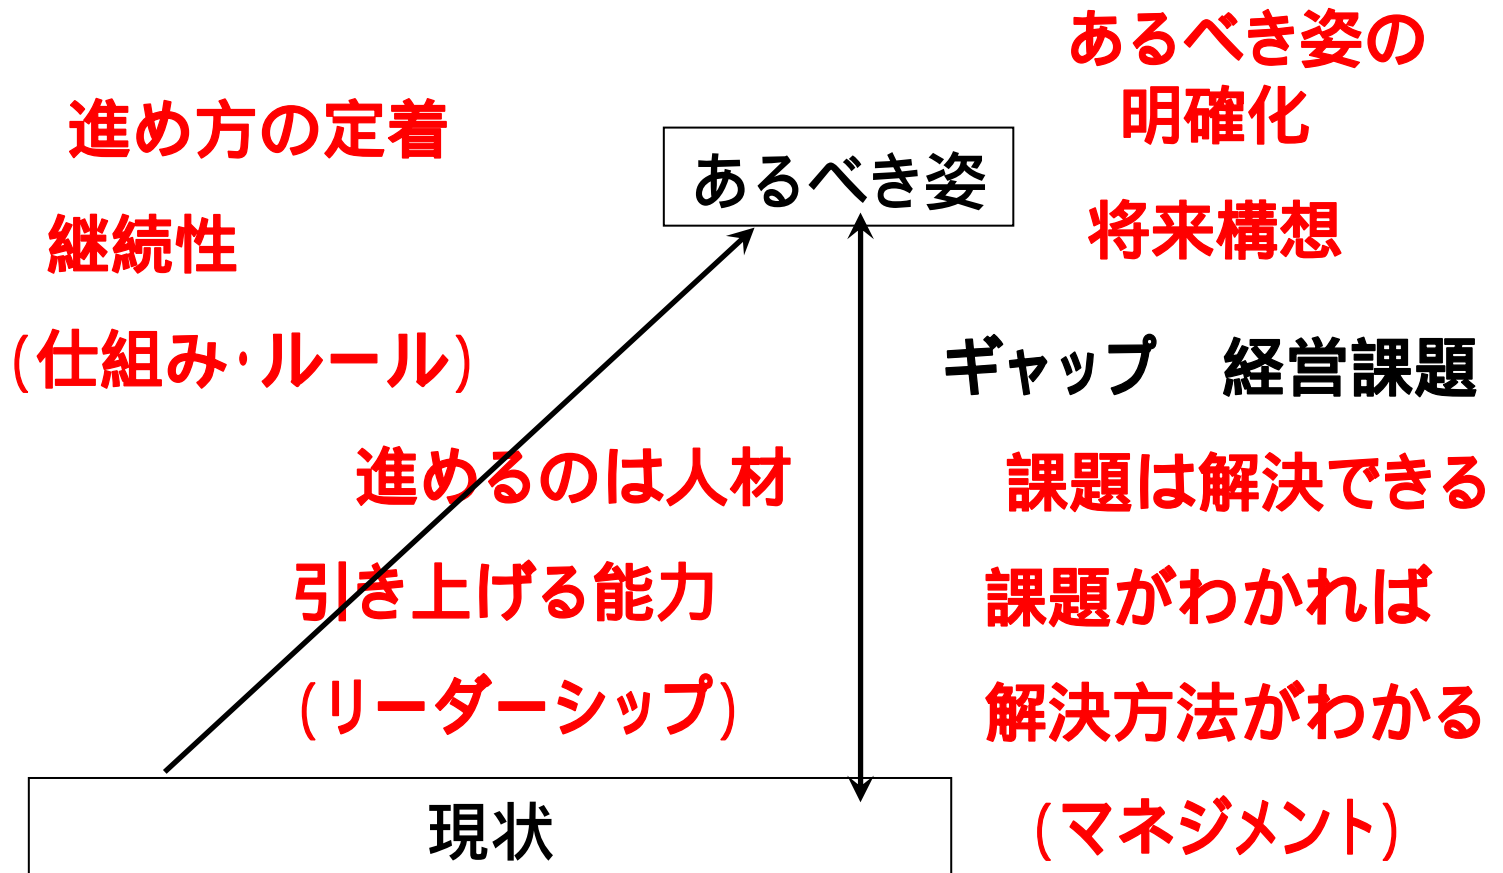 あるべき姿の
明確化
進め方の定着
あるべき姿
継続性
将来構想
(仕組み・ルール)
ギャップ　経営課題
進めるのは人材
課題は解決できる
引き上げる能力
課題がわかれば
(リーダーシップ)
解決方法がわかる
現状
(マネジメント)